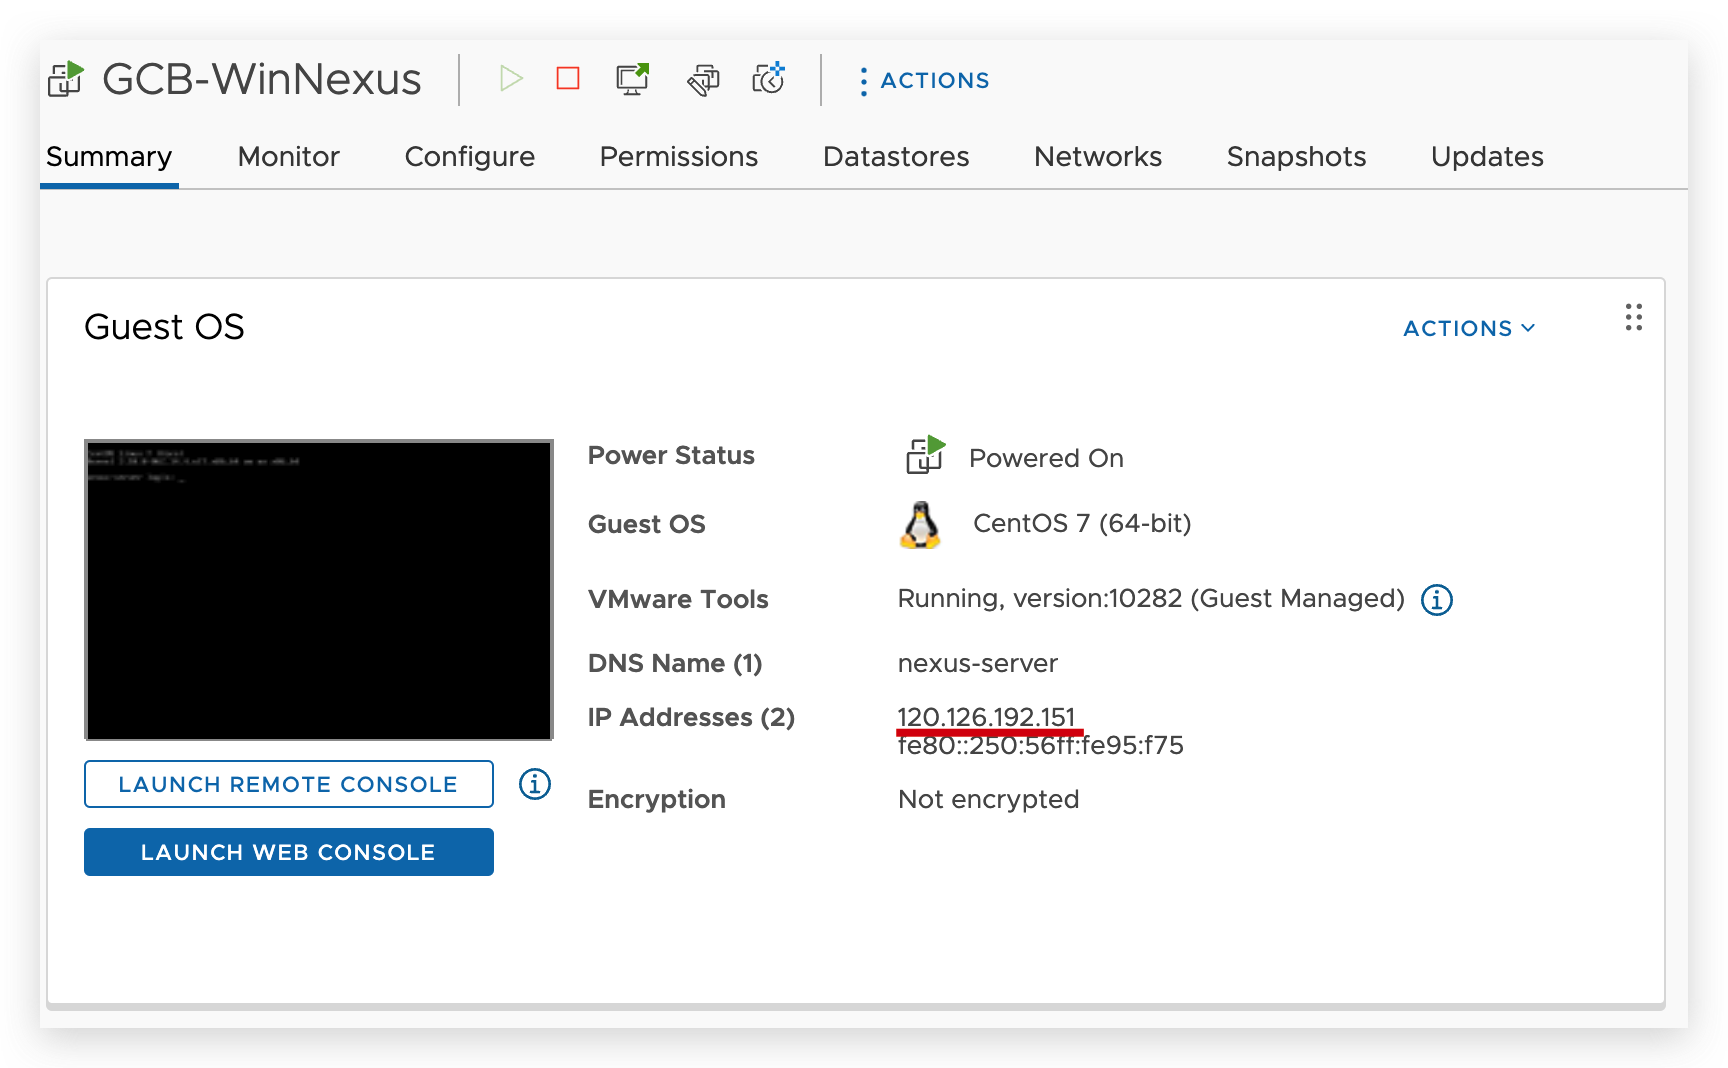 GCB-WinNexus
ACTIONS
Summary Monitor Configure Permissions Datastores Networks Snapshots Updates
Guest OS
ACTIONS
Power Status Powered On
Guest OS CentOS 7 (64-bit)
VMware Tools Running, version:10282 (Guest Managed)
DNS Name (1) nexus-server
IP Addresses (2) 120.126.192.151
fe80::250:56ff:fe95:f75
Encryption Not encrypted
LAUNCH REMOTE CONSOLE
LAUNCH WEB CONSOLE